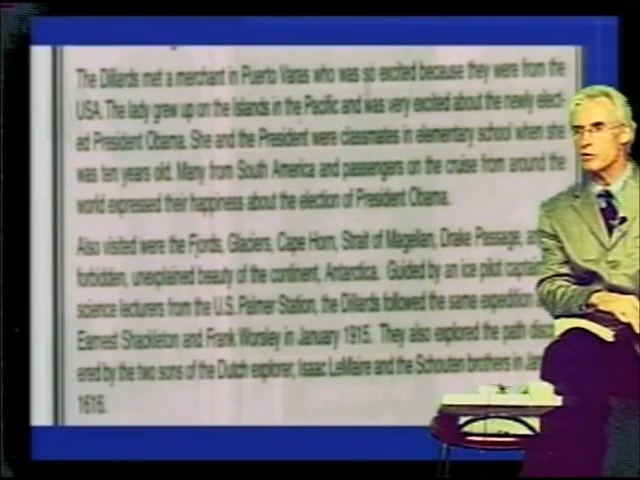 The Dillards met a merchant in Puerto Varas who was so excited because they were from the
USA. The lady grew up on the Islands in the Pacific and was very excited about the newly elect-
ed President Obama. She and the President were classmates in elementary school when she
was ten years old. Many from South America and passengers on the cruise from around the
world expressed their happiness about the election of President Obama.
Also visited were the Fjords, Glaciers, Cape Horn, Strait of Magellan, Drake Passage,
forbidden, unexplained beauty of the continent, Antarctica. Guided by an ice pilot captain
science lecturers from the U.S. Palmer Station, the Dillards followed the same expedition
Earnest Shackleton and Frank Worsley in January 1915. They also explored the path
ered by the two sons of the Dutch explorer, Isaac LeMaire and the Schouten brothers in
1616.